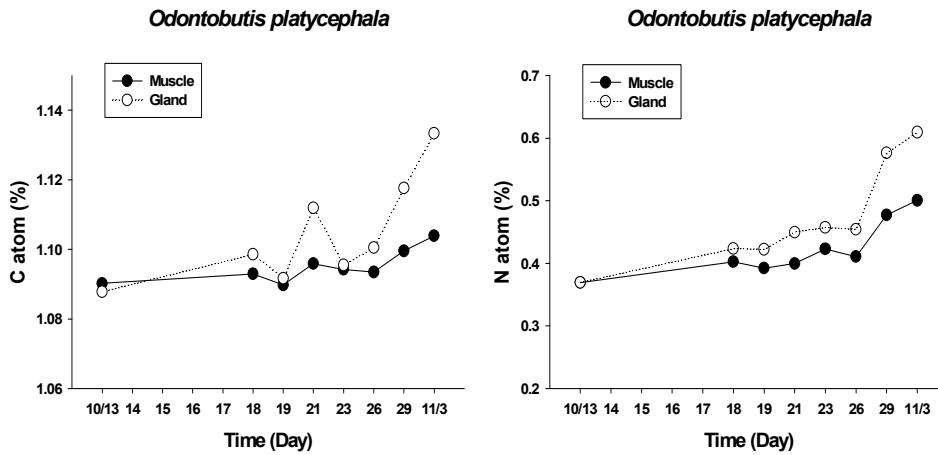 Odontobutis platycephala
Muscle
Gland
C atom (%)
1.14
1.12
1.10
1.08
1.06
10/13 14 15 16 17 18 19 21 23 26 29 11/3
Time (Day)
Odontobutis platycephala
Muscle
Gland
N atom (%)
0.7
0.6
0.5
0.4
0.3
0.2
10/13 14 15 16 17 18 19 21 23 26 29 11/3
Time (Day)